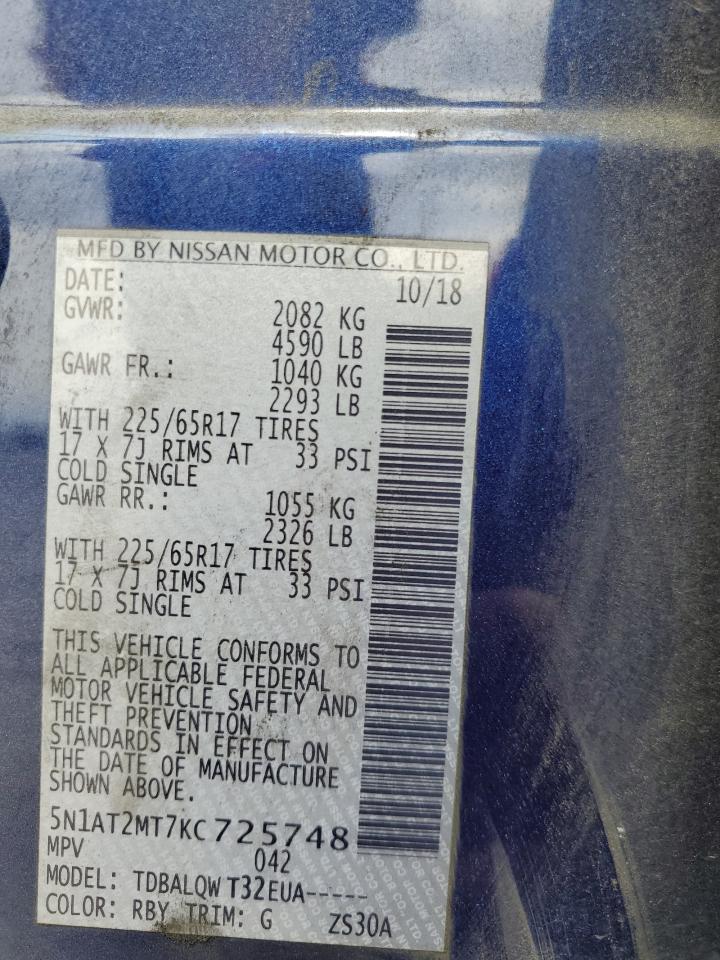 MFD BY NISSAN MOTOR CO., LTD.
DATE: 10/18
GVWR: 2082 KG
4590 LB
GAWR FR.: 1040 KG
2293 LB
WITH 225/65R17 TIRES
17 X 7J RIMS AT 33 PSI
COLD SINGLE
GAWR RR.: 1055 KG
2326 LB
WITH 225/65R17 TIRES
17 X 7J RIMS AT 33 PSI
COLD SINGLE
THIS VEHICLE CONFORMS TO
ALL APPLICABLE FEDERAL
MOTOR VEHICLE SAFETY AND
THEFT PREVENTION
STANDARDS IN EFFECT ON
THE DATE OF MANUFACTURE
SHOWN ABOVE.
5N1AT2MT7KC725748
MPV 042
MODEL: TDBALQWT32EUA-----
COLOR: RBY TRIM: G ZS30A